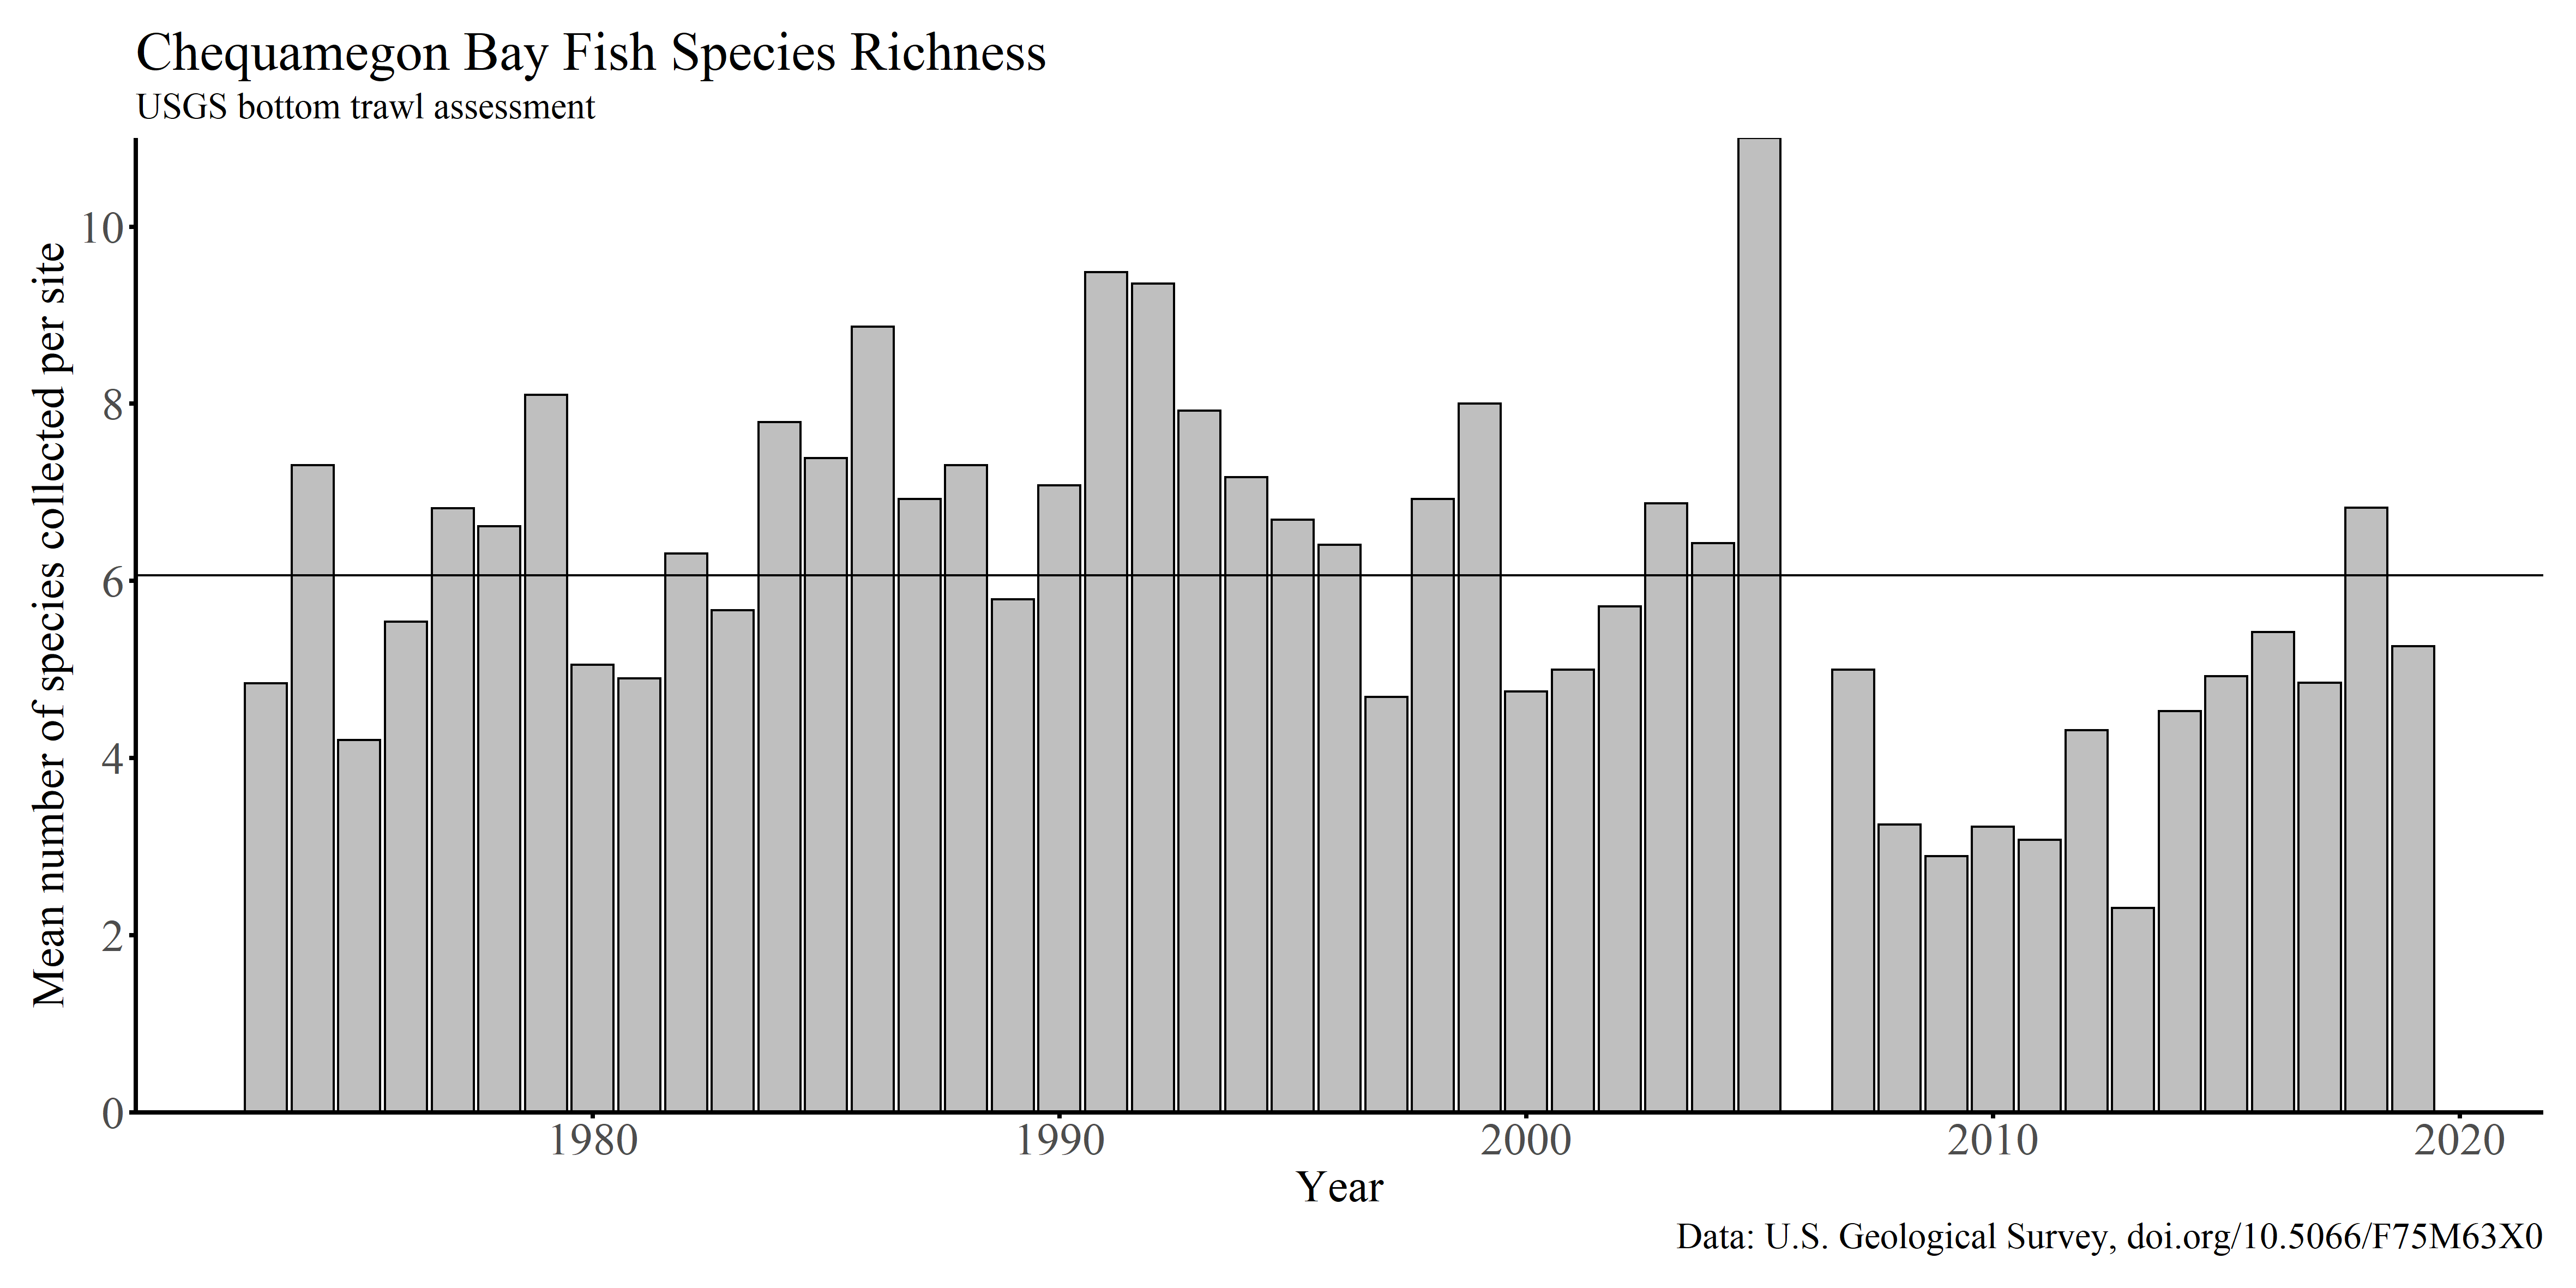 Chequamegon Bay Fish Species Richness
USGS bottom trawl assessment
Mean number of species collected per site
10
8
6
4
2
0
1980 1990 2000 2010 2020
Year
Data: U.S. Geological Survey, doi.org/10.5066/F75M63X0